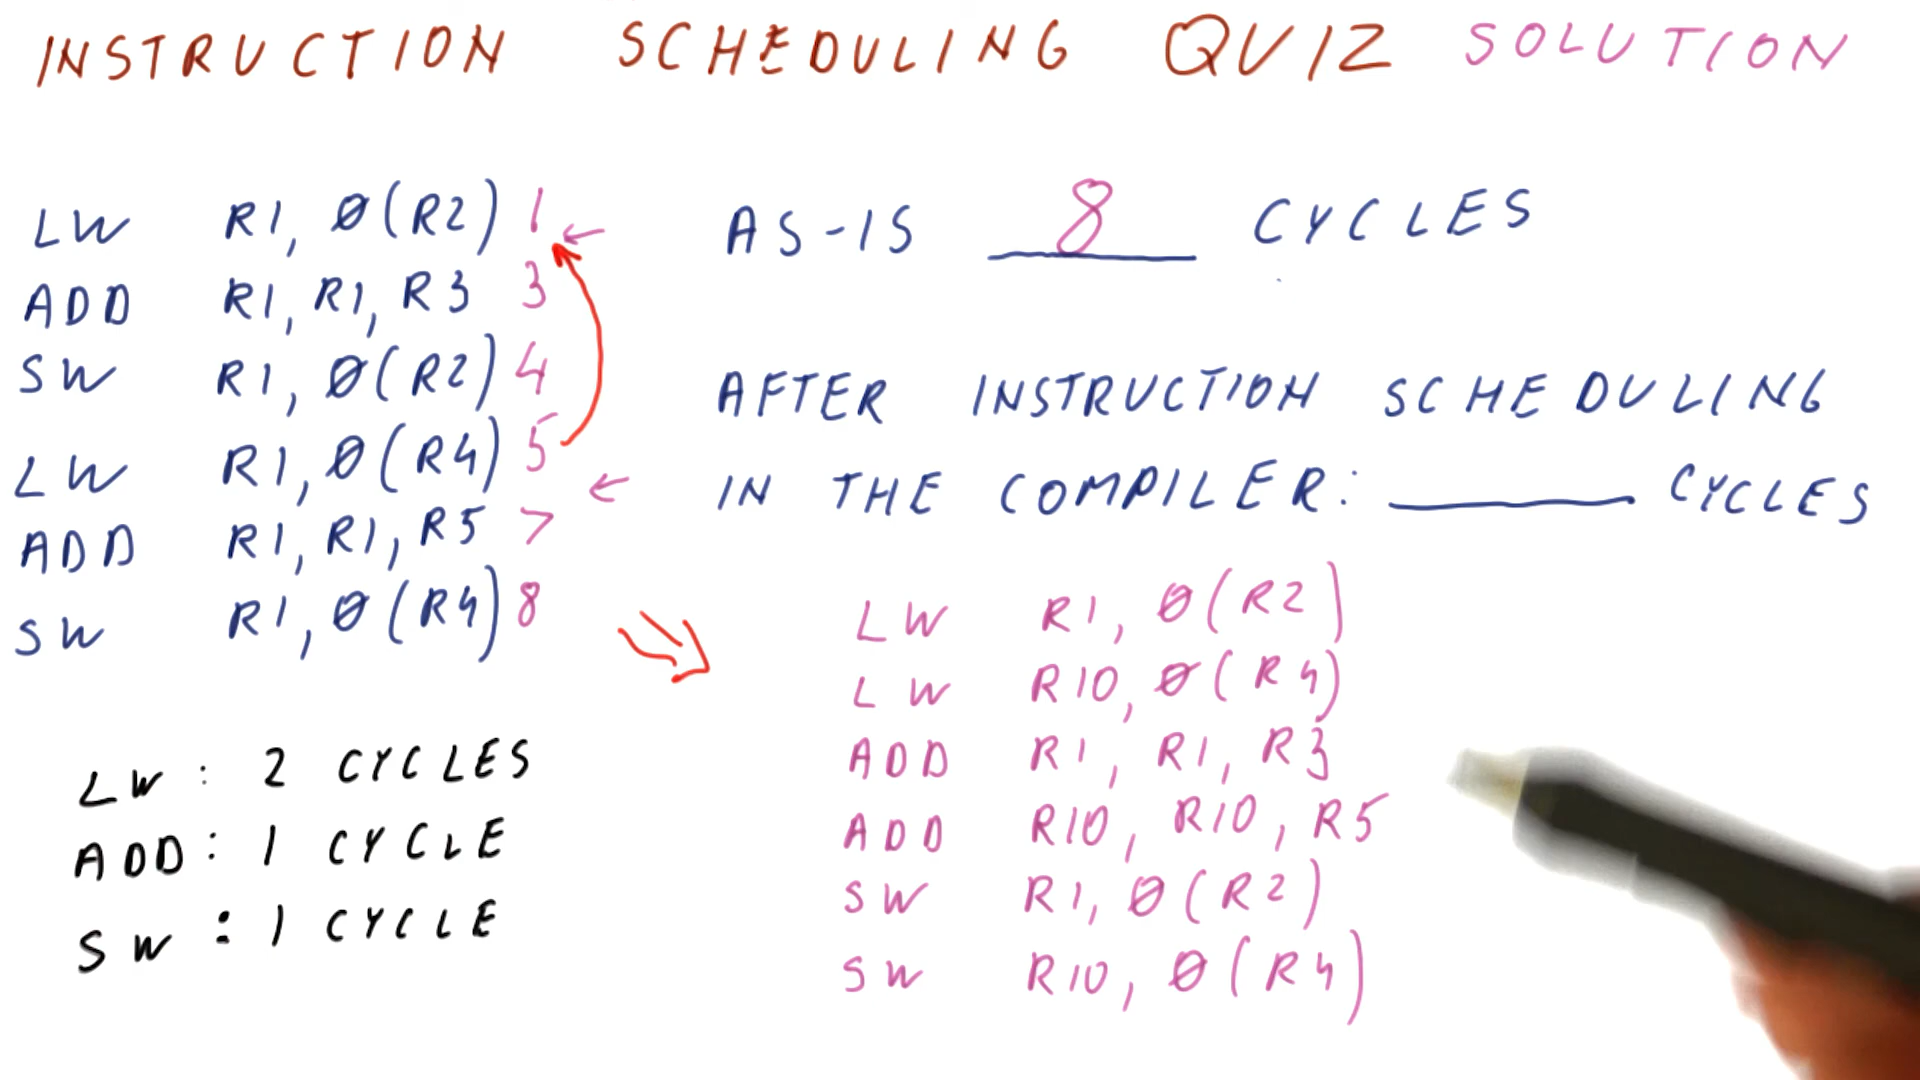 INSTRUCTION SCHEDULING QUIZ SOLUTION
LW R1, 0(R2) 1
ADD R1, R1, R3 3
SW R1, 0(R2) 4
LW R1, 0(R4) 5
ADD R1, R1, R5 7
SW R1, 0(R4) 8
LW: 2 CYCLES
ADD: 1 CYCLE
SW: 1 CYCLE
AS-IS 8 CYCLES
AFTER INSTRUCTION SCHEDULING
IN THE COMPILER: ______ CYCLES
LW R1, 0(R2)
LW R10, 0(R4)
ADD R1, R1, R3
ADD R10, R10, R5
SW R1, 0(R2)
SW R10, 0(R4)